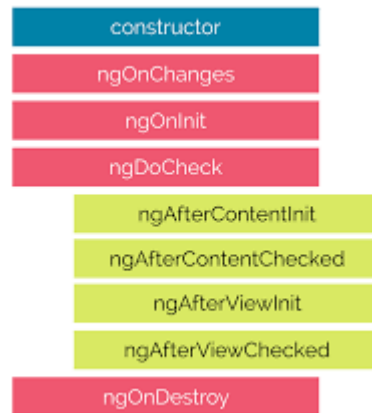 constructor
ngOnChanges
ngOnInit
ngDoCheck
ngAfterContentInit
ngAfterContentChecked
ngAfterViewInit
ngAfterViewChecked
ngOnDestroy